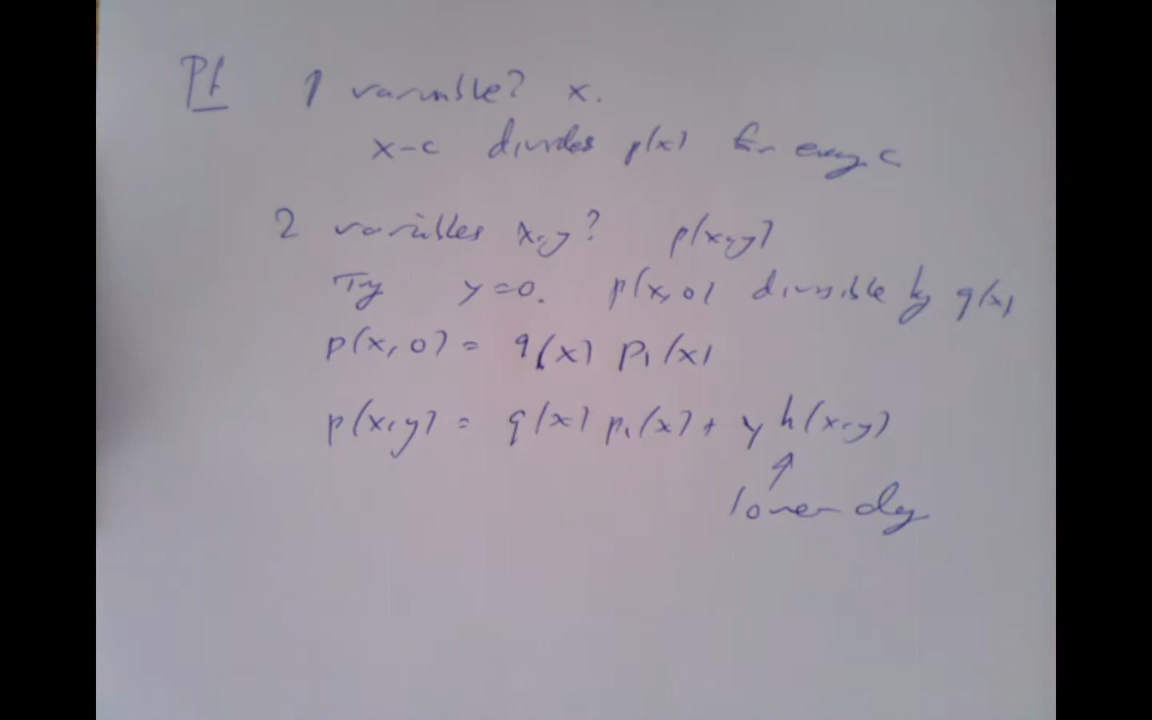 Pf 1 variable? x.
x-c divides p(x) for every c
2 variables x,y? p(x,y)
Try y=0. p(x,0) divisible by q(x)
p(x,0) = q(x) p₁(x)
p(x,y) = q(x) p₁(x) + y h(x,y)
↑
lower deg